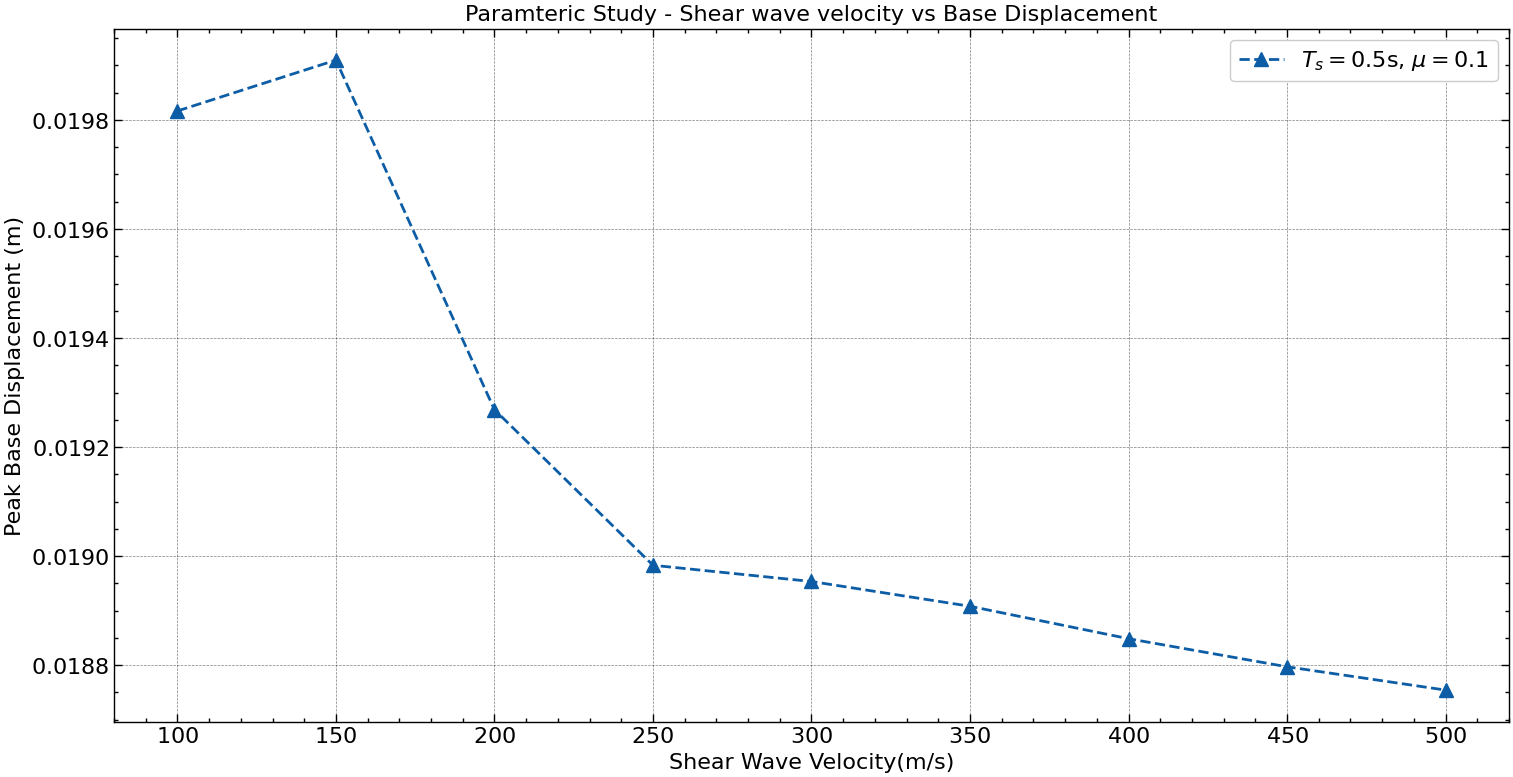 Paramteric Study - Shear wave velocity vs Base Displacement
T_s = 0.5s, μ = 0.1
0.0198
0.0196
0.0194
0.0192
0.0190
0.0188
Peak Base Displacement (m)
100 150 200 250 300 350 400 450 500
Shear Wave Velocity(m/s)